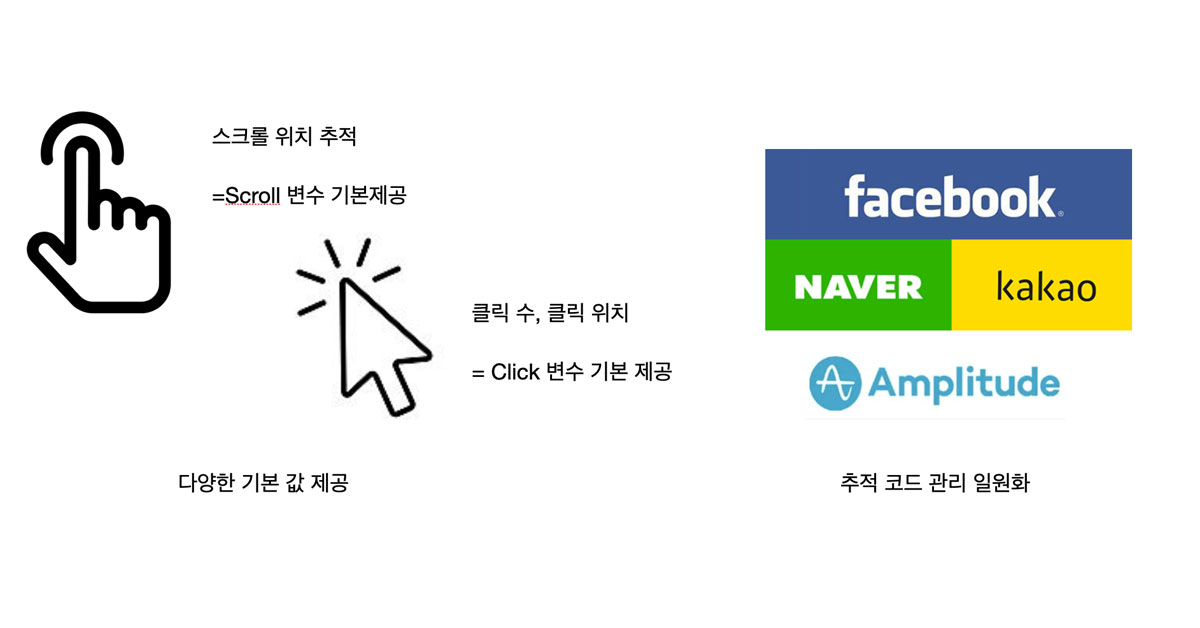 스크롤 위치 추적
=Scroll 변수 기본제공
클릭 수, 클릭 위치
= Click 변수 기본 제공
다양한 기본 값 제공
facebook®
NAVER
kakao
Amplitude
추적 코드 관리 일원화